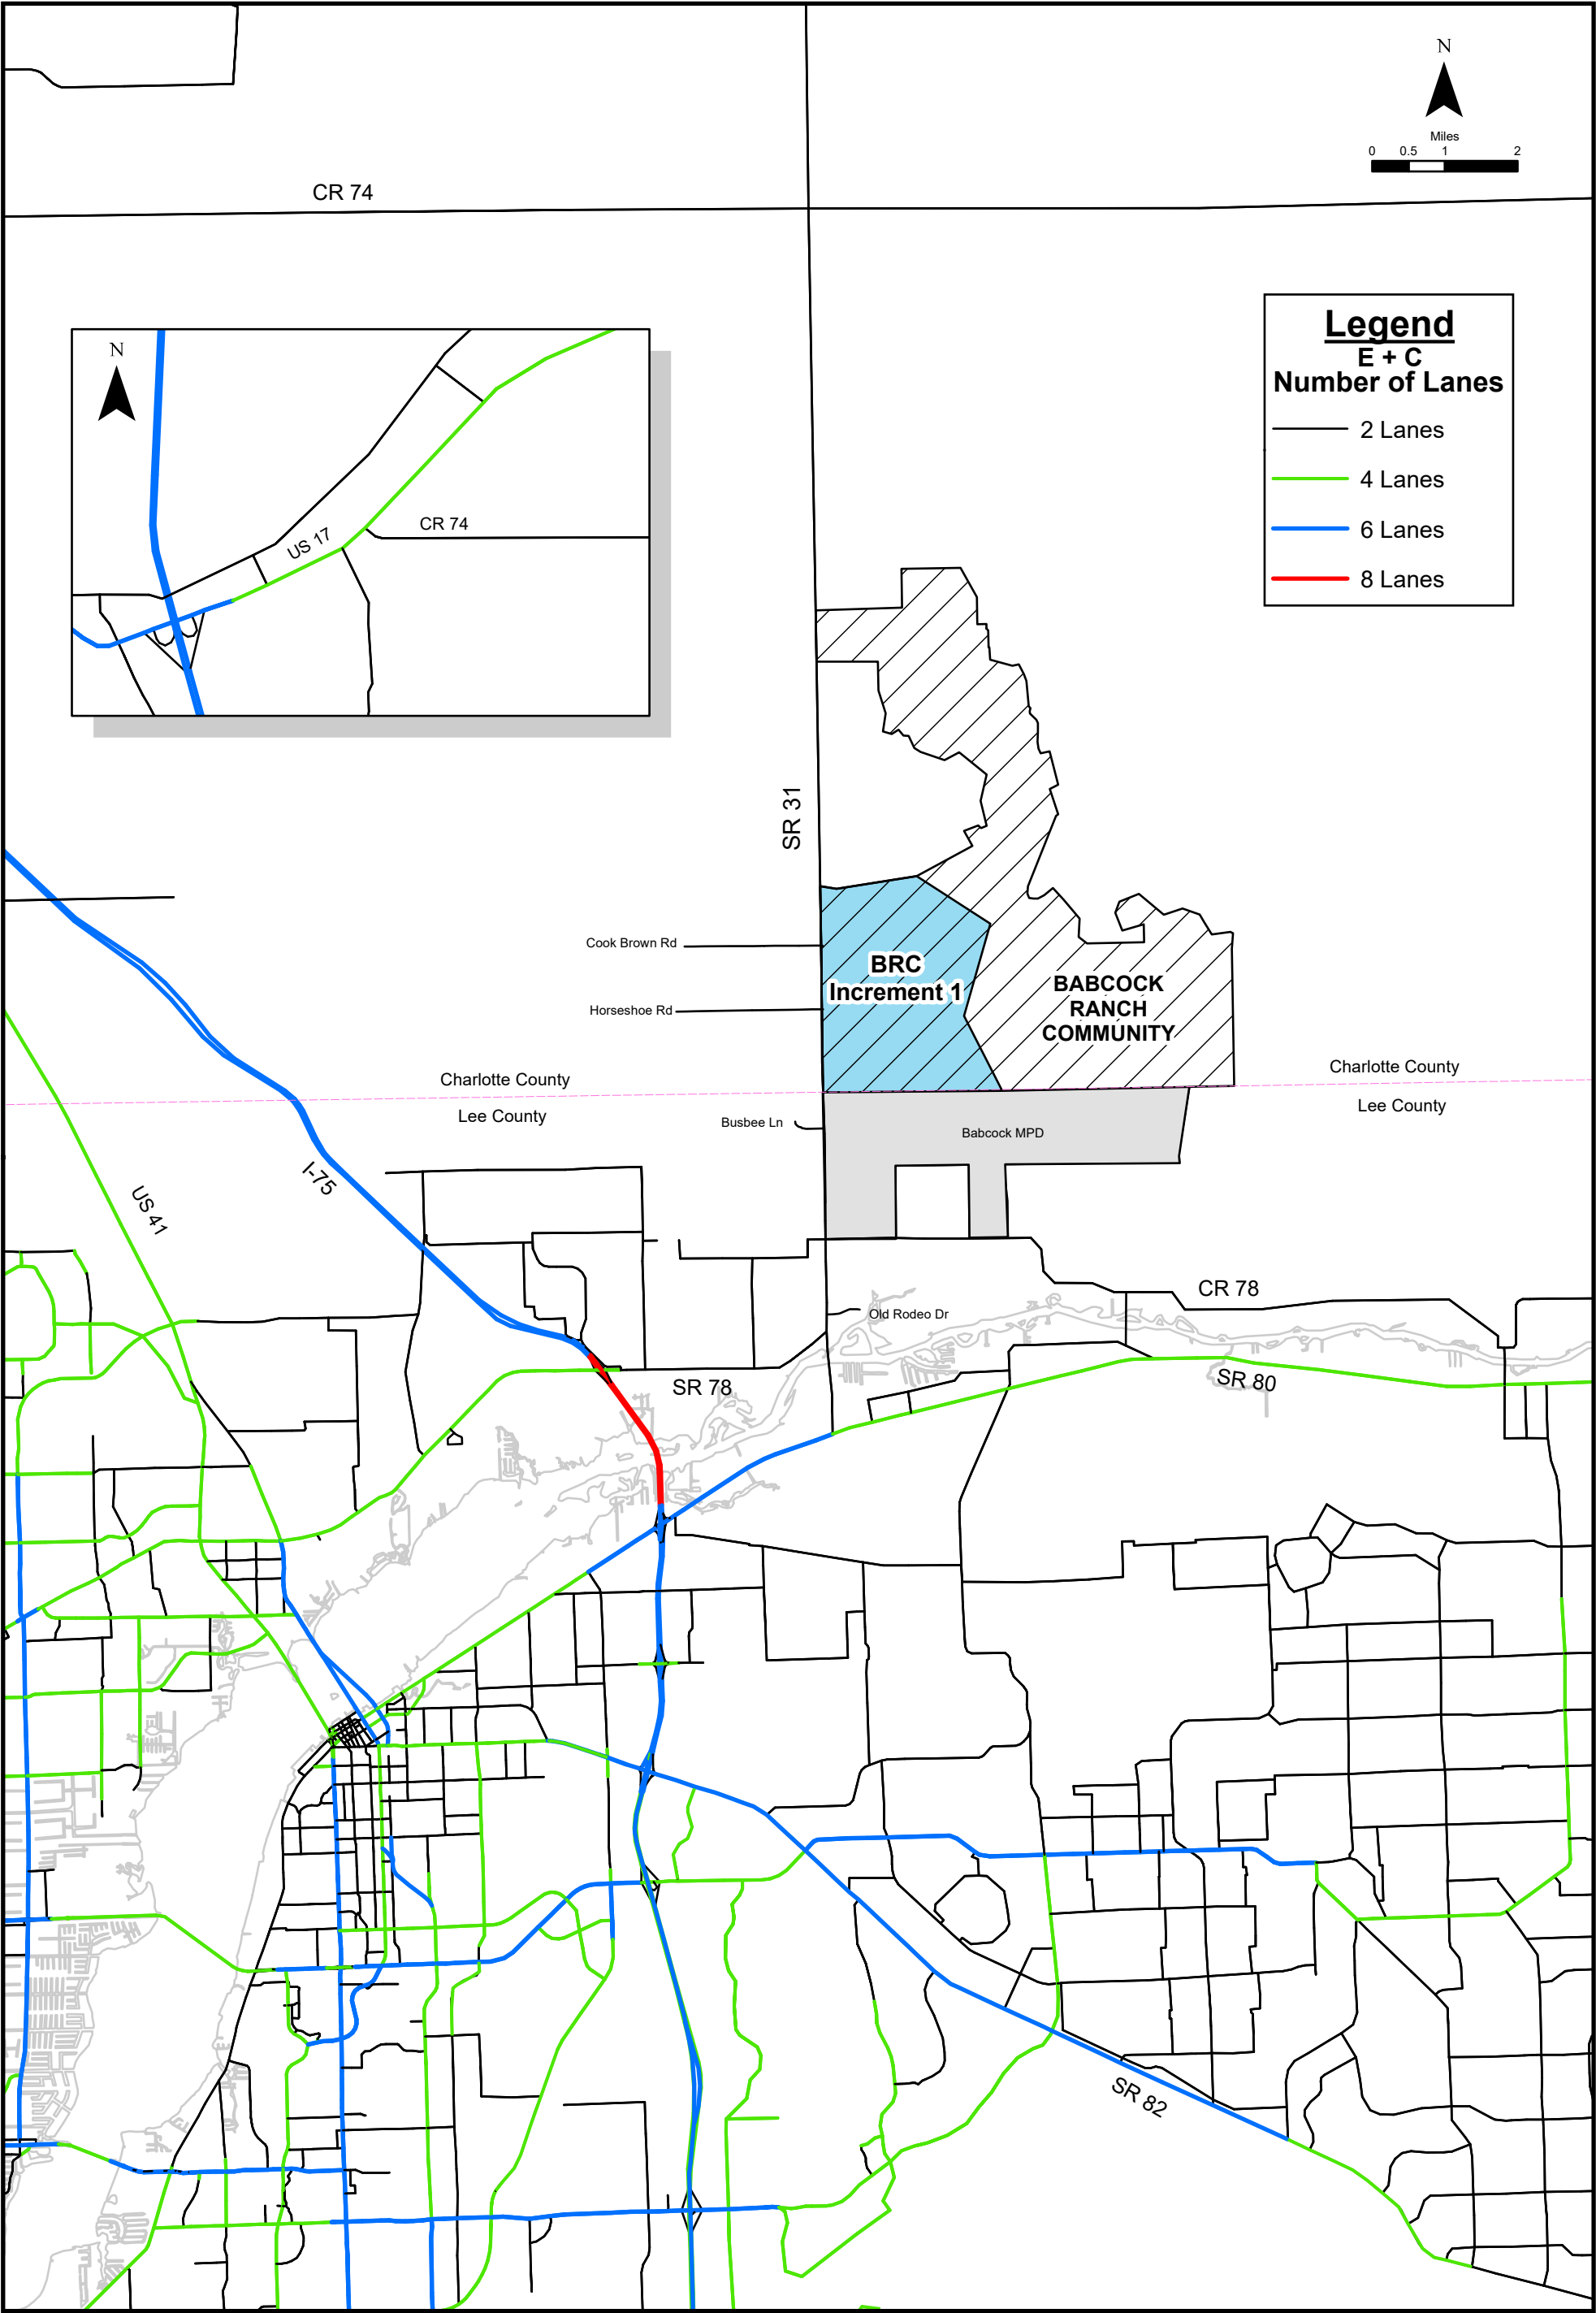 N
Miles
0 0.5 1 2
CR 74
Legend
E + C
Number of Lanes
2 Lanes
4 Lanes
6 Lanes
8 Lanes
N
US 17
CR 74
SR 31
Cook Brown Rd
BRC
Increment 1
BABCOCK
RANCH
COMMUNITY
Horseshoe Rd
Charlotte County
Lee County
Charlotte County
Lee County
Busbee Ln
Babcock MPD
I-75
US 41
CR 78
Old Rodeo Dr
SR 78
SR 80
SR 82